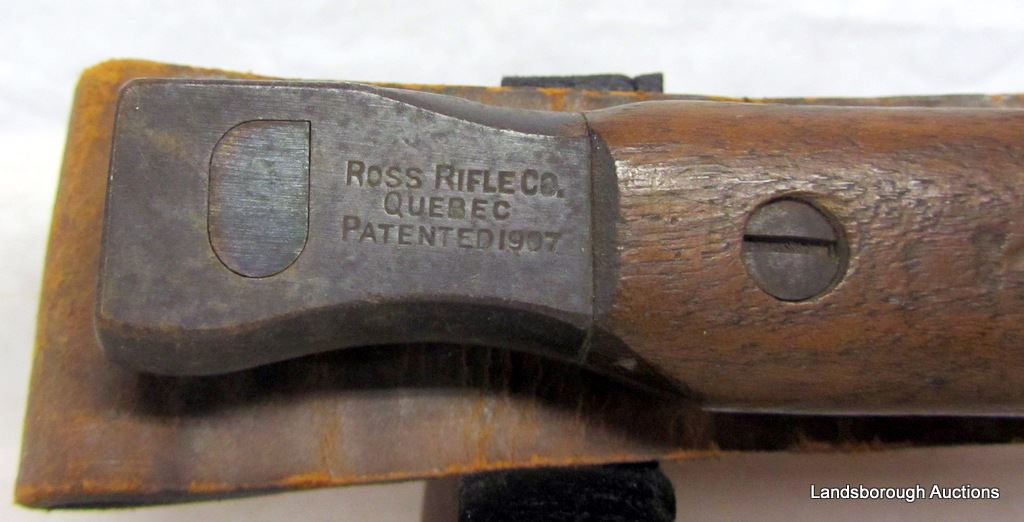 ROSS RIFLE CO.
QUEBEC
PATENTED 1907
Landsborough Auctions